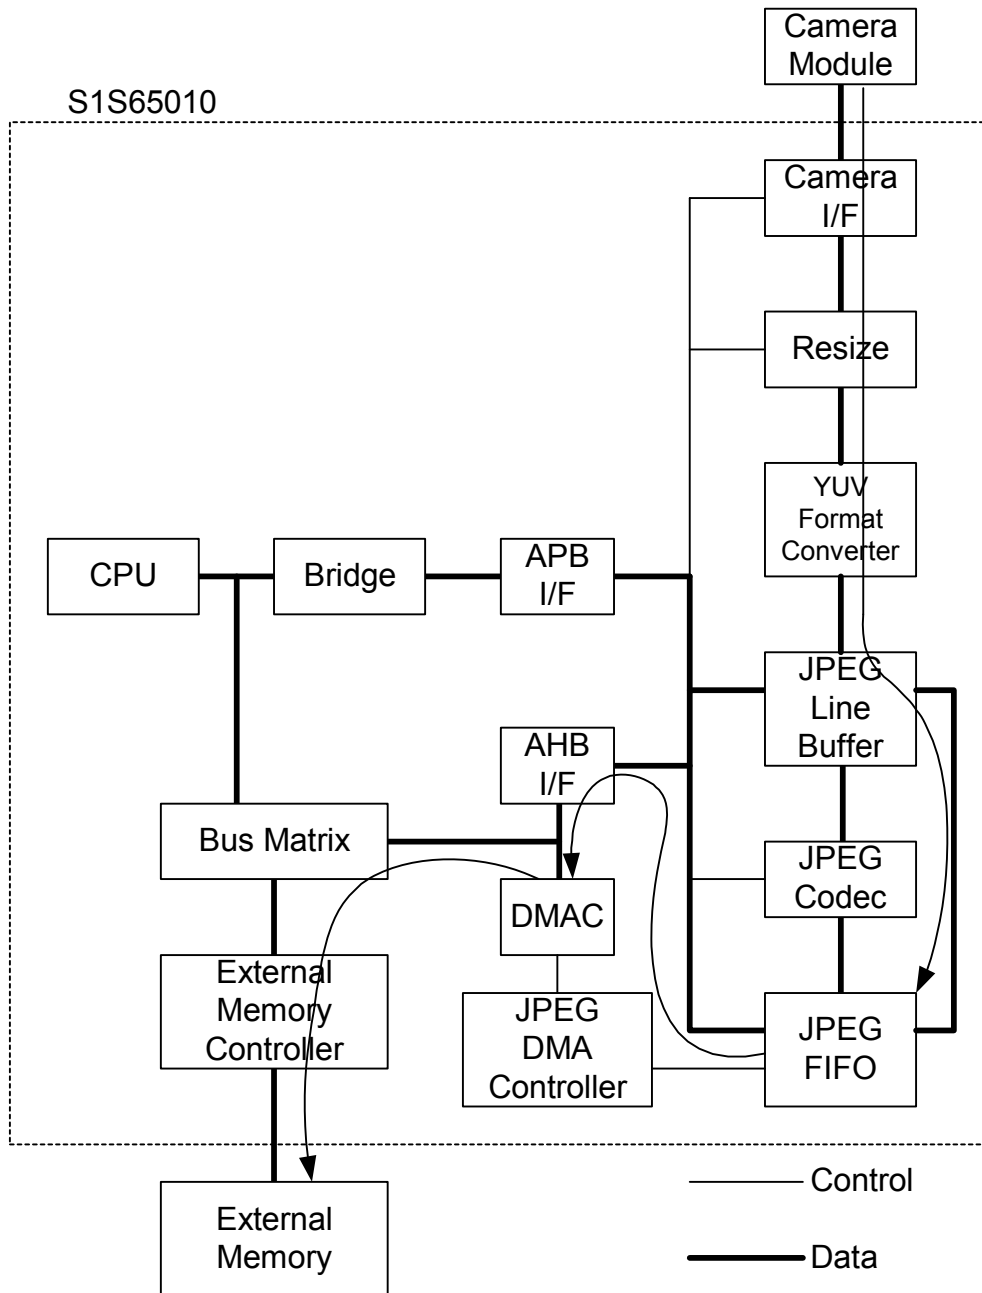 Camera
Module
S1S65010
Camera
I/F
Resize
YUV
Format
Converter
CPU
Bridge
APB
I/F
JPEG
Line
Buffer
AHB
I/F
Bus Matrix
JPEG
Codec
DMAC
External
Memory
Controller
JPEG
DMA
Controller
JPEG
FIFO
Control
External
Memory
Data